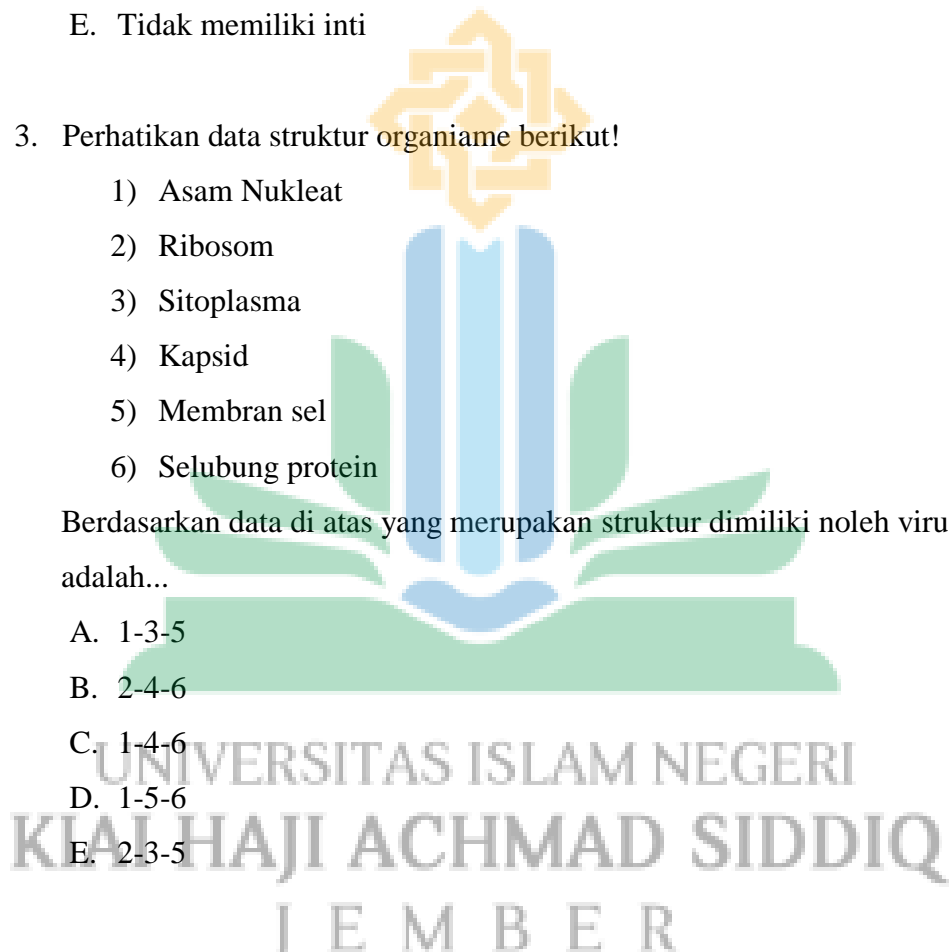 E. Tidak memiliki inti
3. Perhatikan data struktur organiame berikut!
1) Asam Nukleat
2) Ribosom
3) Sitoplasma
4) Kapsid
5) Membran sel
6) Selubung protein
Berdasarkan data di atas yang merupakan struktur dimiliki noleh viru
adalah...
A. 1-3-5
B. 2-4-6
C. 1-4-6
D. 1-5-6
E. 2-3-5
UNIVERSITAS ISLAM NEGERI
KIAI HAJI ACHMAD SIDDIQ
JEMBER